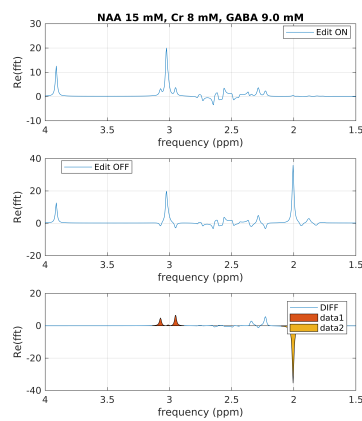 NAA 15 mM, Cr 8 mM, GABA 9.0 mM
30
20
10
0
-10
Re(fft)
Edit ON
4 3.5 3 2.5 2 1.5
frequency (ppm)
40
20
0
-20
Re(fft)
Edit OFF
4 3.5 3 2.5 2 1.5
frequency (ppm)
20
0
-20
-40
Re(fft)
DIFF
data1
data2
4 3.5 3 2.5 2 1.5
frequency (ppm)